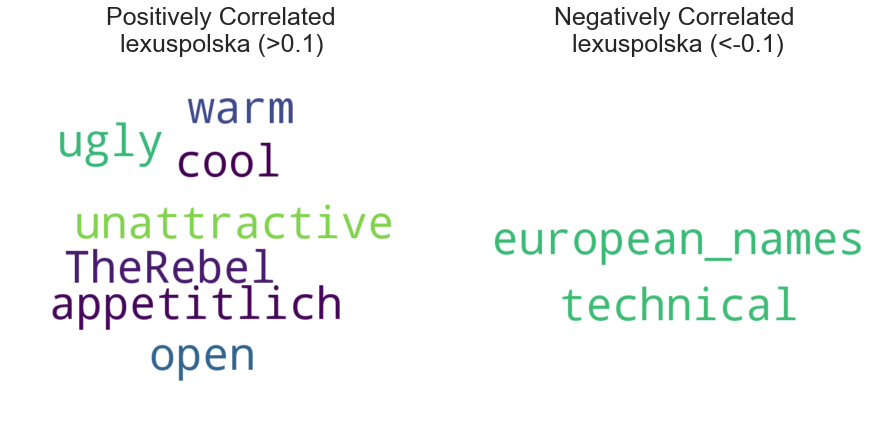 Positively Correlated
lexuspolska (>0.1)
warm
ugly
cool
unattractive
TheRebel
appetitlich
open
Negatively Correlated
lexuspolska (<-0.1)
european_names
technical